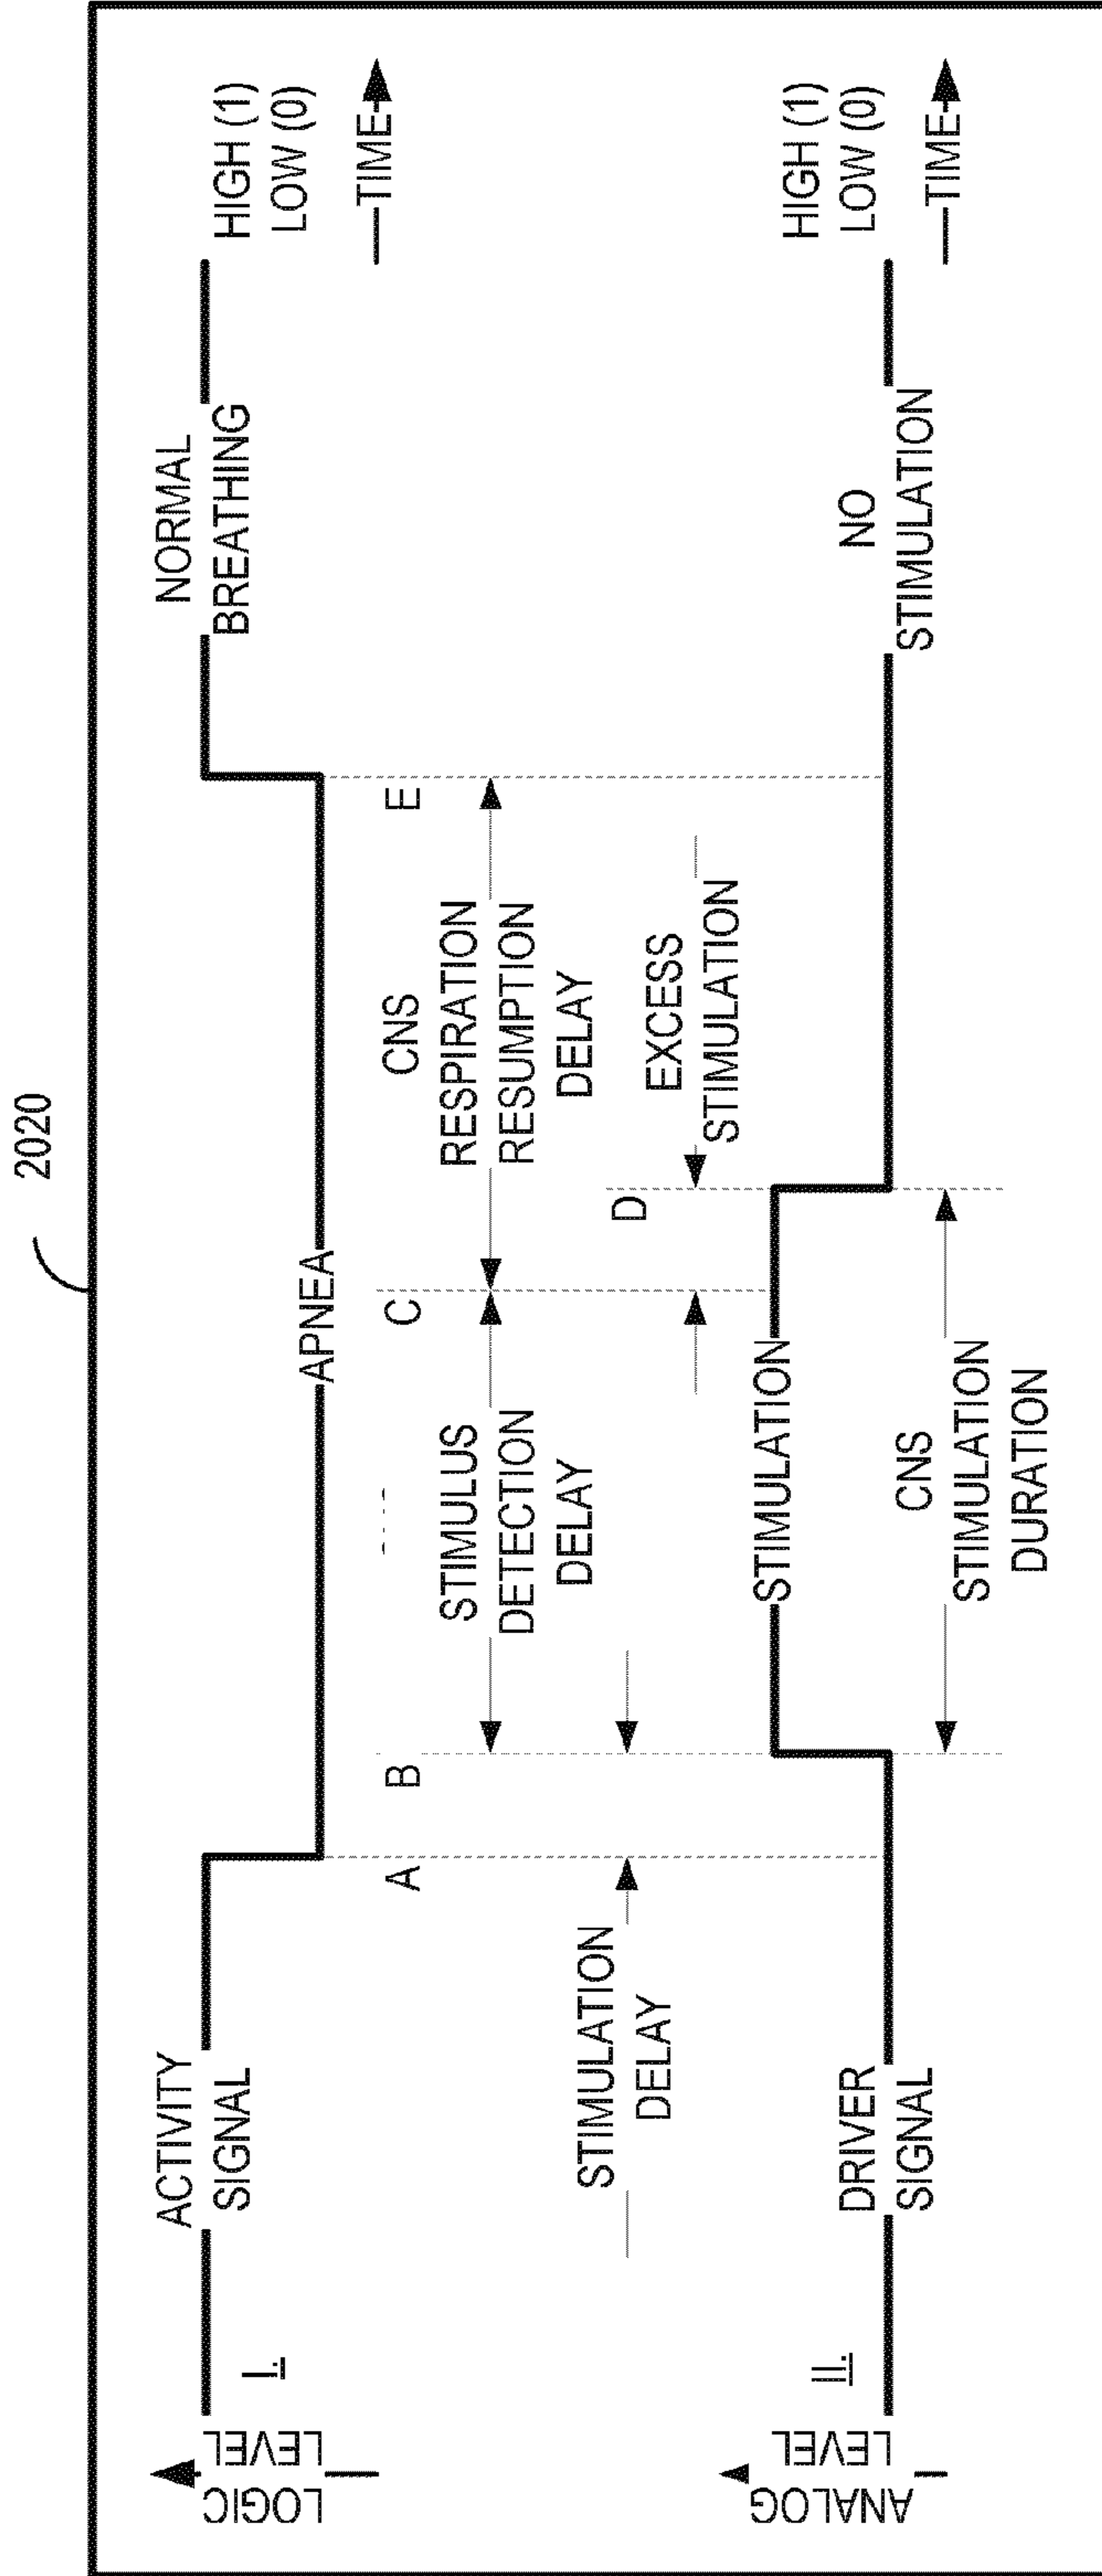 2020
LOGIC
LEVEL
I.
ACTIVITY
SIGNAL
APNEA
NORMAL
BREATHING
HIGH (1)
LOW (0)
TIME
A
B
C
E
STIMULUS
DETECTION
DELAY
CNS
RESPIRATION
RESUMPTION
DELAY
STIMULATION
DELAY
D
EXCESS
STIMULATION
ANALOG
LEVEL
II.
DRIVER
SIGNAL
STIMULATION
NO
STIMULATION
HIGH (1)
LOW (0)
TIME
CNS
STIMULATION
DURATION